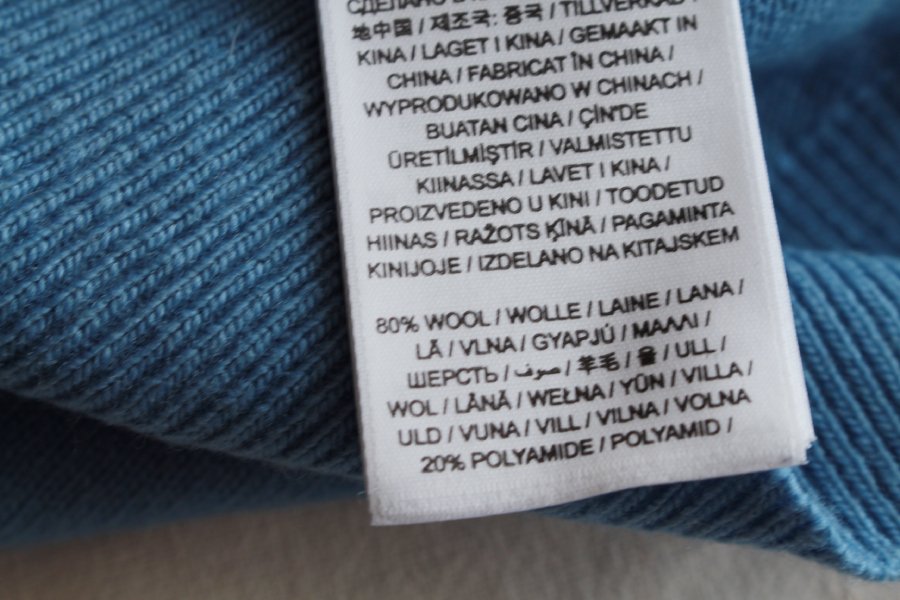 СДЕЛАНО В
地中国 / 제조국: 중국 / TILLVERKAD I
KINA / LAGET I KINA / GEMAAKT IN
CHINA / FABRICAT ÎN CHINA /
WYPRODUKOWANO W CHINACH /
BUATAN CINA / ÇİN'DE
ÜRETİLMİŞTİR / VALMISTETTU
KIINASSA / LAVET I KINA /
PROIZVEDENO U KINI / TOODETUD
HIINAS / RAŽOTS ĶĪNĀ / PAGAMINTA
KINIJOJE / IZDELANO NA KITAJSKEM
80% WOOL / WOLLE / LAINE / LANA /
LÃ / VLNA / GYAPJÚ / ΜΑΛΛΙ /
ШЕРСТЬ / صوف / 羊毛 / 울 / ULL /
WOL / LÂNĂ / WEŁNA / YÜN / VILLA /
ULD / VUNA / VILL / VILNA / VOLNA
20% POLYAMIDE / POLYAMID /